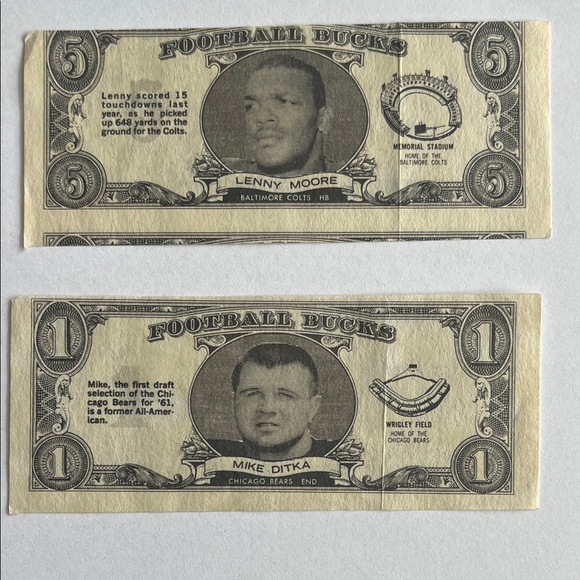 5
FOOTBALL BUCKS
5
Lenny scored 15
touchdowns last
year, as he picked
up 648 yards on the
ground for the Colts.
MEMORIAL STADIUM
HOME OF THE
BALTIMORE COLTS
LENNY MOORE
BALTIMORE COLTS HB
5
5
1
FOOTBALL BUCKS
1
Mike, the first draft
selection of the Chi-
cago Bears for '61,
is a former All-Amer-
ican.
WRIGLEY FIELD
HOME OF THE
CHICAGO BEARS
MIKE DITKA
CHICAGO BEARS END
1
1